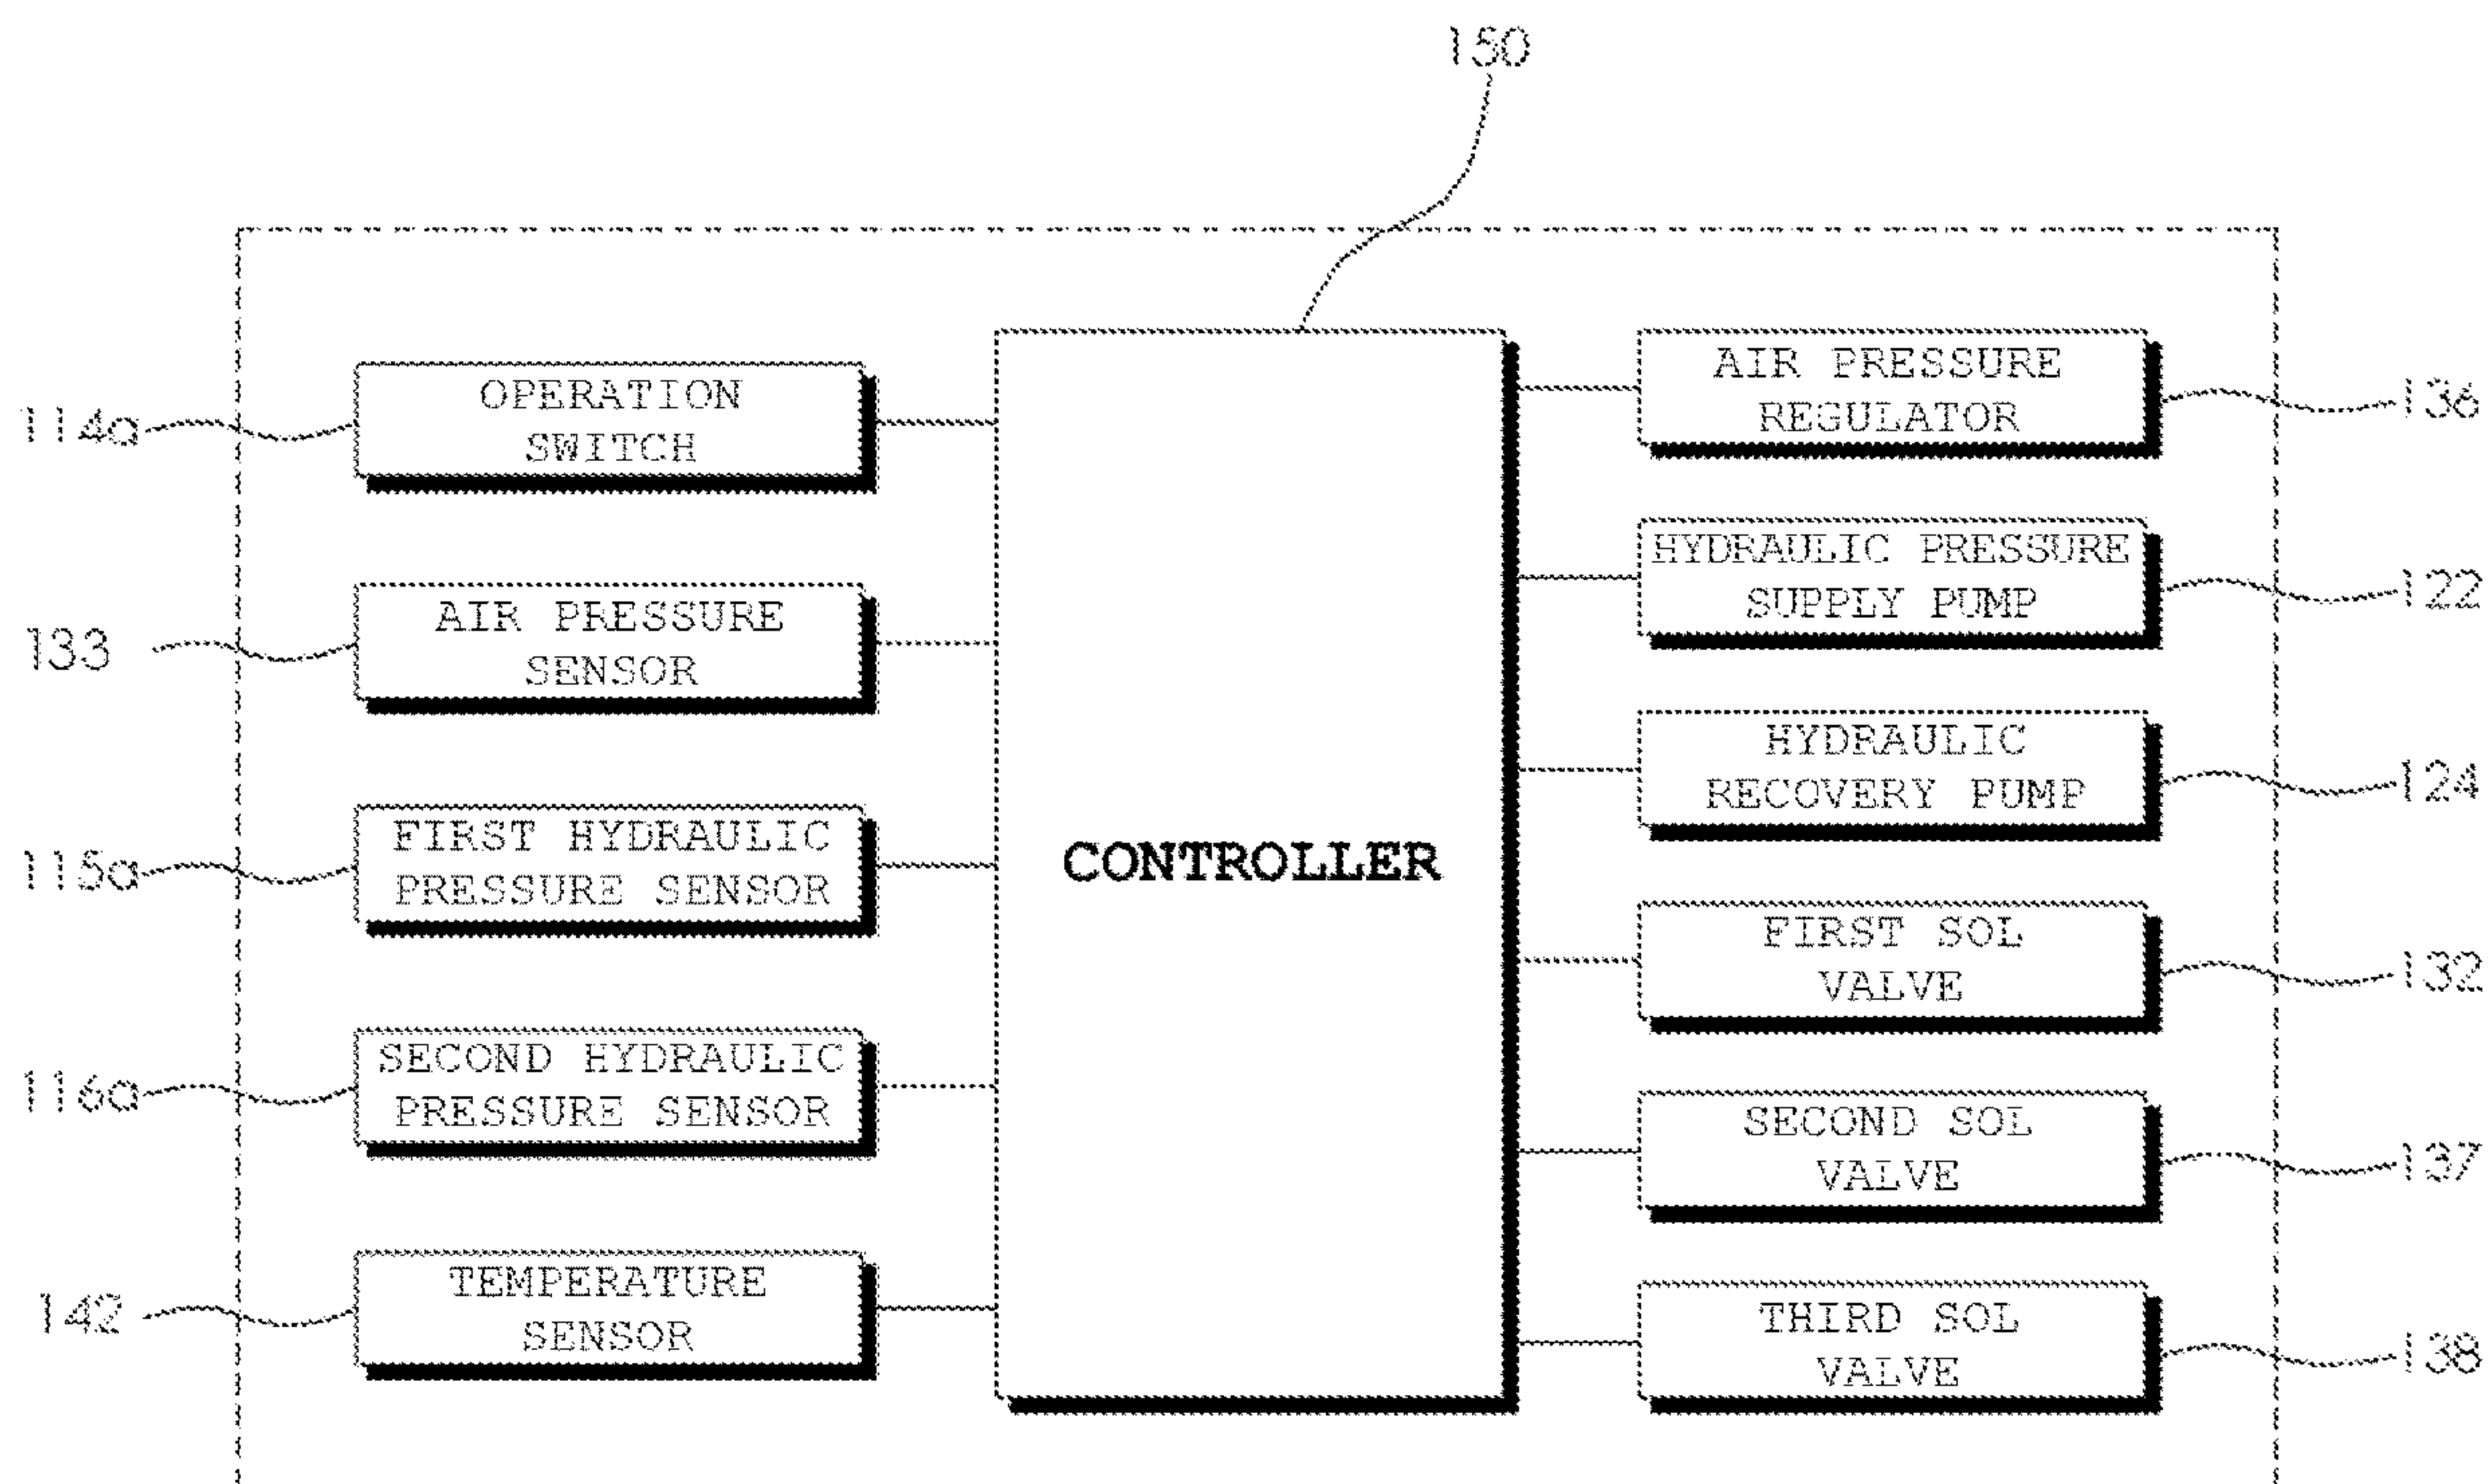 150
114a
OPERATION
SWITCH
133
AIR PRESSURE
SENSOR
115a
FIRST HYDRAULIC
PRESSURE SENSOR
116a
SECOND HYDRAULIC
PRESSURE SENSOR
142
TEMPERATURE
SENSOR
CONTROLLER
AIR PRESSURE
REGULATOR
136
HYDRAULIC PRESSURE
SUPPLY PUMP
122
HYDRAULIC
RECOVERY PUMP
124
FIRST SOL
VALVE
132
SECOND SOL
VALVE
137
THIRD SOL
VALVE
138